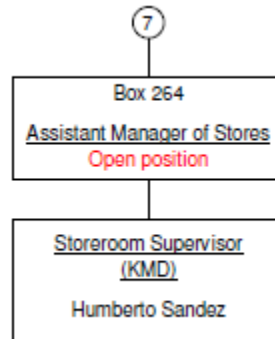 7
Box 264
Assistant Manager of Stores
Open position
Storeroom Supervisor
(KMD)
Humberto Sandez